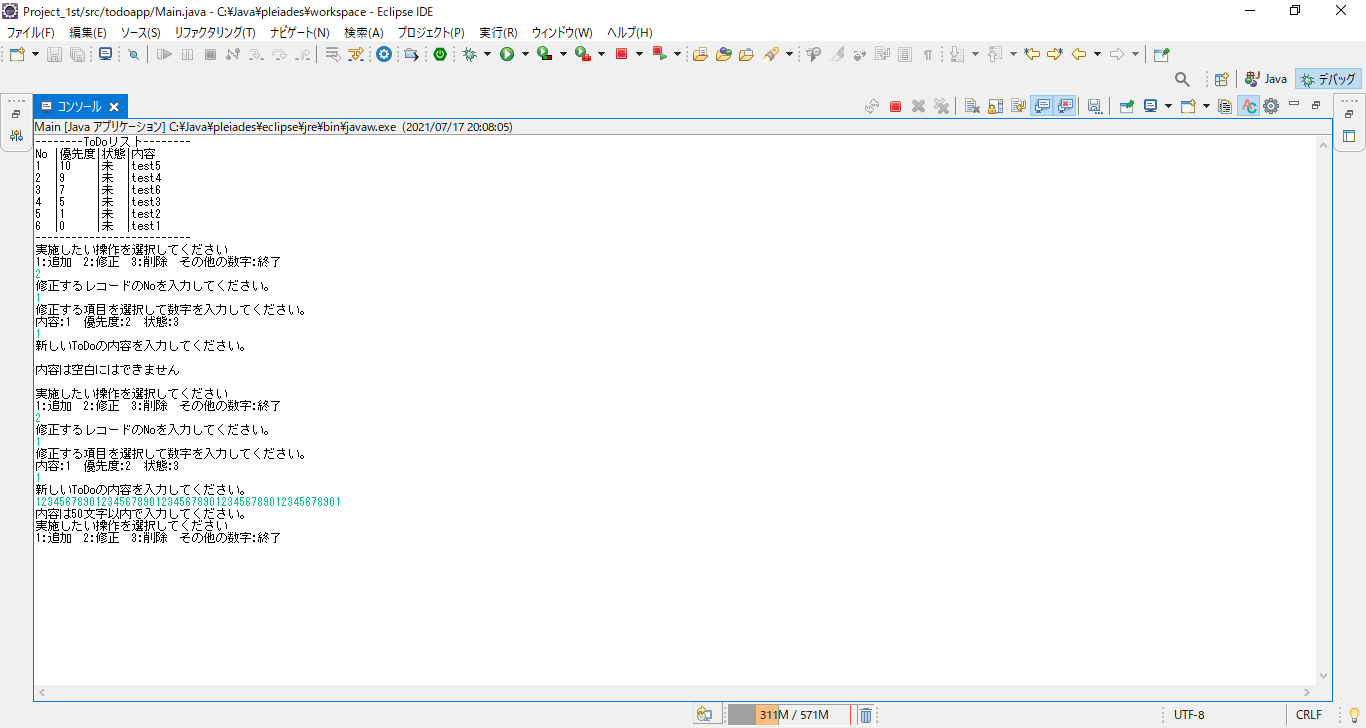 Project_1st/src/todoapp/Main.java - C:¥Java¥pleiades¥workspace - Eclipse IDE
ファイル(F) 編集(E) ソース(S) リファクタリング(T) ナビゲート(N) 検索(A) プロジェクト(P) 実行(R) ウィンドウ(W) ヘルプ(H)
Java デバッグ
コンソール
Main [Java アプリケーション] C:¥Java¥pleiades¥eclipse¥jre¥bin¥javaw.exe (2021/07/17 20:08:05)
--------ToDoリスト--------
No |優先度|状態|内容
1 |10 |未 |test5
2 |9 |未 |test4
3 |7 |未 |test6
4 |5 |未 |test3
5 |1 |未 |test2
6 |0 |未 |test1
--------------------------
実施したい操作を選択してください
1:追加 2:修正 3:削除 その他の数字:終了
2
修正するレコードのNoを入力してください。
1
修正する項目を選択して数字を入力してください。
内容:1 優先度:2 状態:3
1
新しいToDoの内容を入力してください。
内容は空白にはできません
実施したい操作を選択してください
1:追加 2:修正 3:削除 その他の数字:終了
2
修正するレコードのNoを入力してください。
1
修正する項目を選択して数字を入力してください。
内容:1 優先度:2 状態:3
1
新しいToDoの内容を入力してください。
123456789012345678901234567890123456789012345678901
内容は50文字以内で入力してください。
実施したい操作を選択してください
1:追加 2:修正 3:削除 その他の数字:終了
311M / 571M UTF-8 CRLF